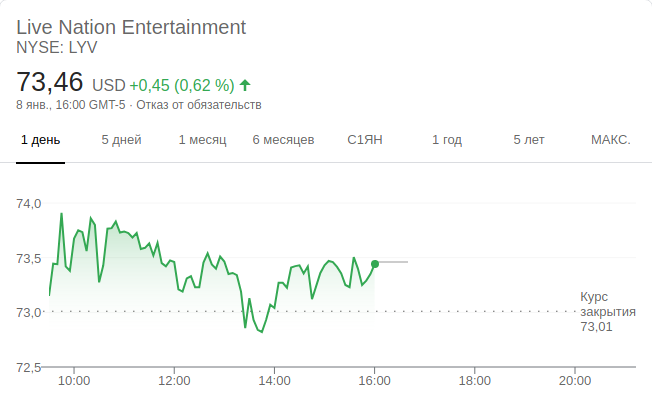 Live Nation Entertainment
NYSE: LYV
73,46 USD +0,45 (0,62 %)
8 янв., 16:00 GMT-5 · Отказ от обязательств
1 день 5 дней 1 месяц 6 месяцев С1ЯН 1 год 5 лет МАКС.
74,0
73,5
73,0
72,5
Курс
закрытия
73,01
10:00 12:00 14:00 16:00 18:00 20:00